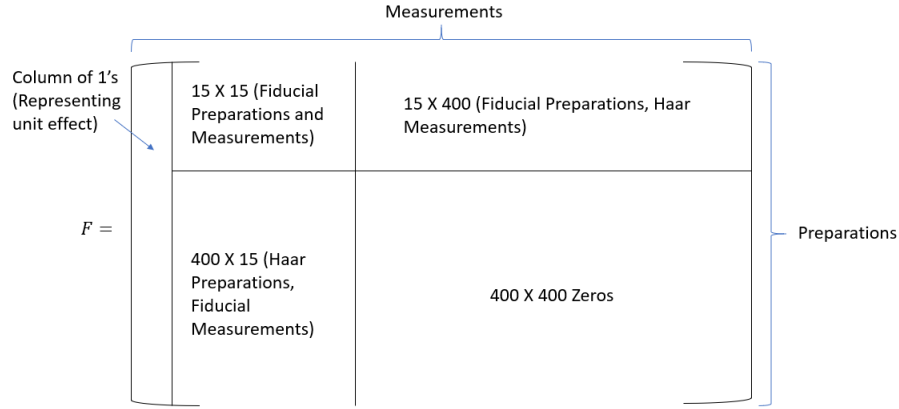 Measurements
Column of 1's
(Representing
unit effect)
15 X 15 (Fiducial
Preparations and
Measurements)
15 X 400 (Fiducial Preparations, Haar
Measurements)
F =
Preparations
400 X 15 (Haar
Preparations,
Fiducial
Measurements)
400 X 400 Zeros